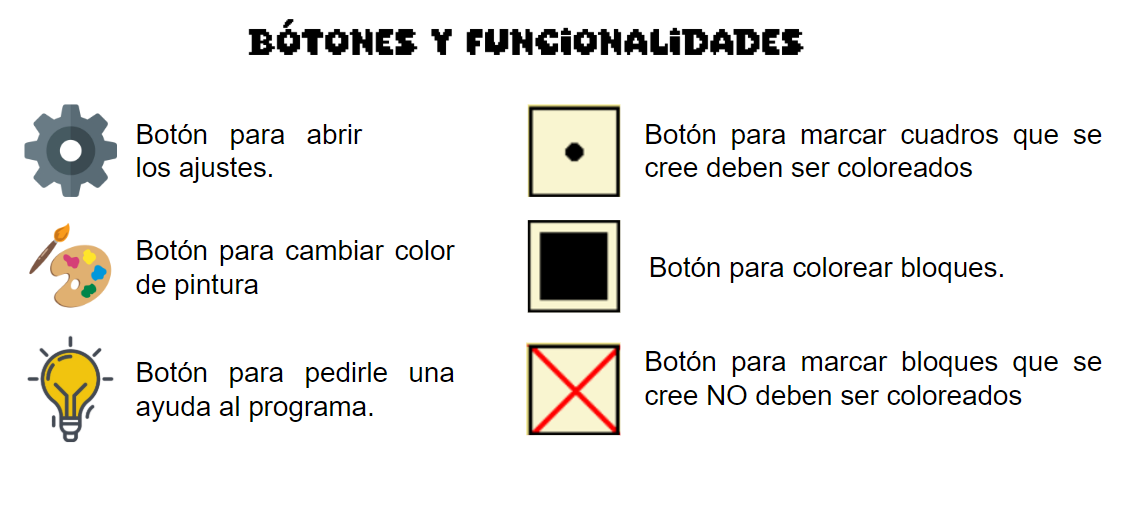 BÓTONES Y FUNCIONALIDADES
Botón para abrir
los ajustes.
Botón para cambiar color
de pintura
Botón para pedirle una
ayuda al programa.
Botón para marcar cuadros que se
cree deben ser coloreados
Botón para colorear bloques.
Botón para marcar bloques que se
cree NO deben ser coloreados